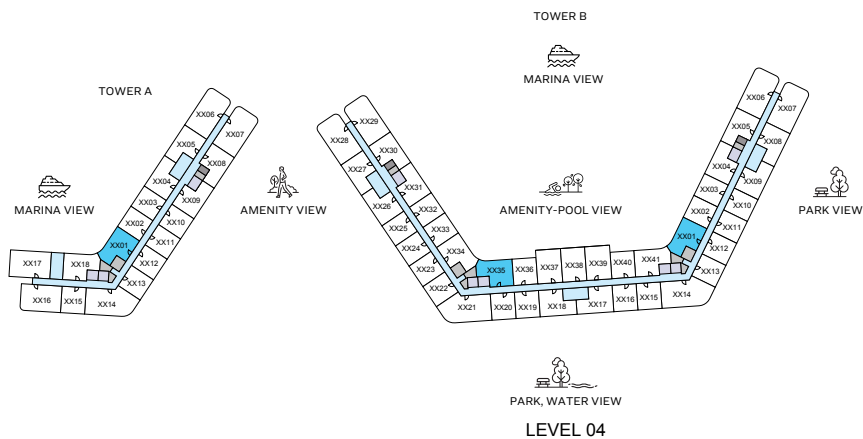 TOWER B
MARINA VIEW
TOWER A
MARINA VIEW
AMENITY VIEW
AMENITY-POOL VIEW
PARK VIEW
XX06
XX07
XX05
XX08
XX04
XX09
XX03
XX10
XX02
XX11
XX01
XX12
XX17
XX18
XX13
XX16
XX15
XX14
XX29
XX28
XX30
XX27
XX31
XX26
XX32
XX25
XX33
XX24
XX34
XX23
XX22
XX35
XX36
XX37
XX38
XX39
XX40
XX41
XX21
XX20
XX19
XX18
XX17
XX16
XX15
XX14
XX06
XX07
XX05
XX08
XX04
XX09
XX03
XX10
XX02
XX11
XX01
XX12
XX13
PARK, WATER VIEW
LEVEL 04